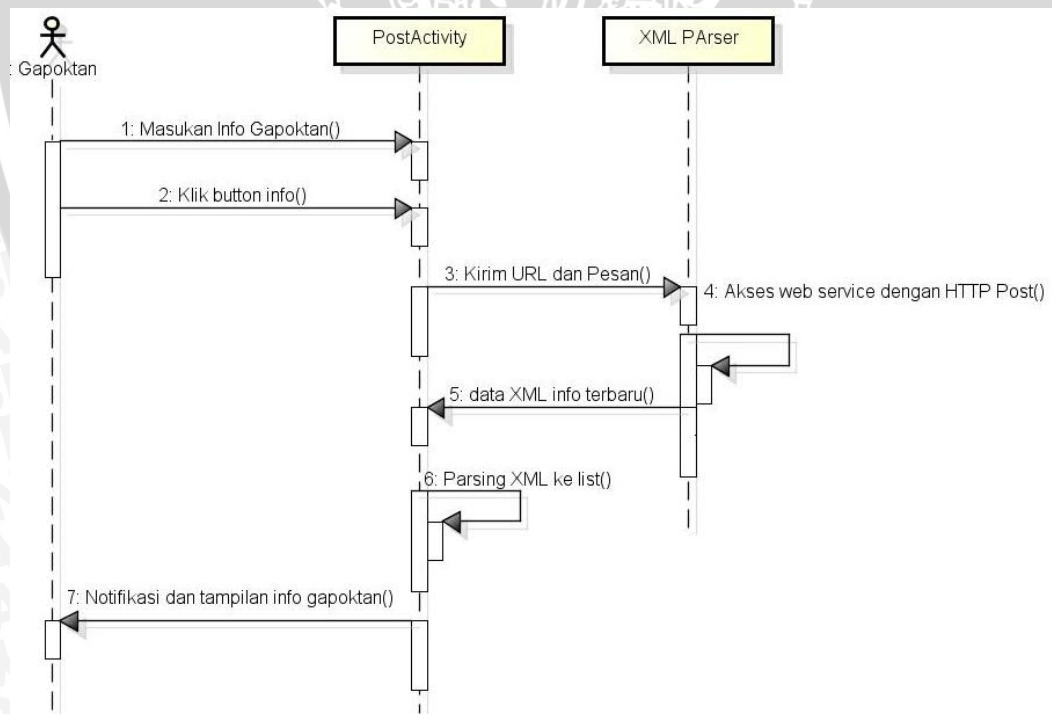 : Gapoktan
PostActivity
XML PArser
1: Masukan Info Gapoktan()
2: Klik button info()
3: Kirim URL dan Pesan()
4: Akses web service dengan HTTP Post()
5: data XML info terbaru()
6: Parsing XML ke list()
7: Notifikasi dan tampilan info gapoktan()